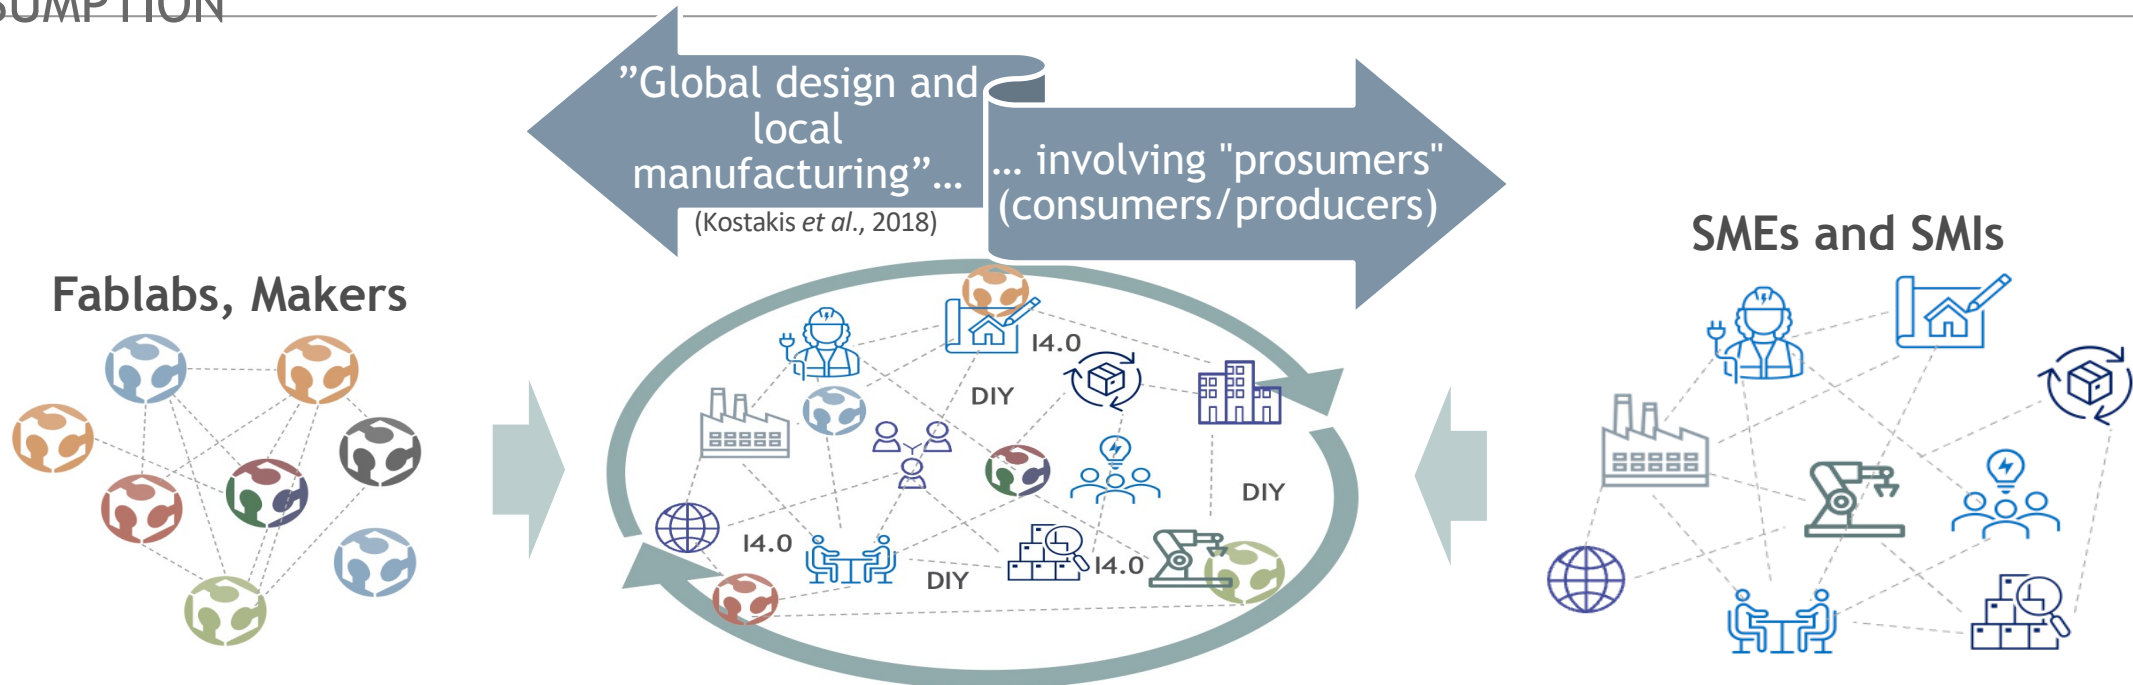 ”Global design and
local
manufacturing”...
(Kostakis et al., 2018)
... involving "prosumers"
(consumers/producers)
Fablabs, Makers
SMEs and SMIs
I4.0
DIY
DIY
I4.0
DIY
I4.0